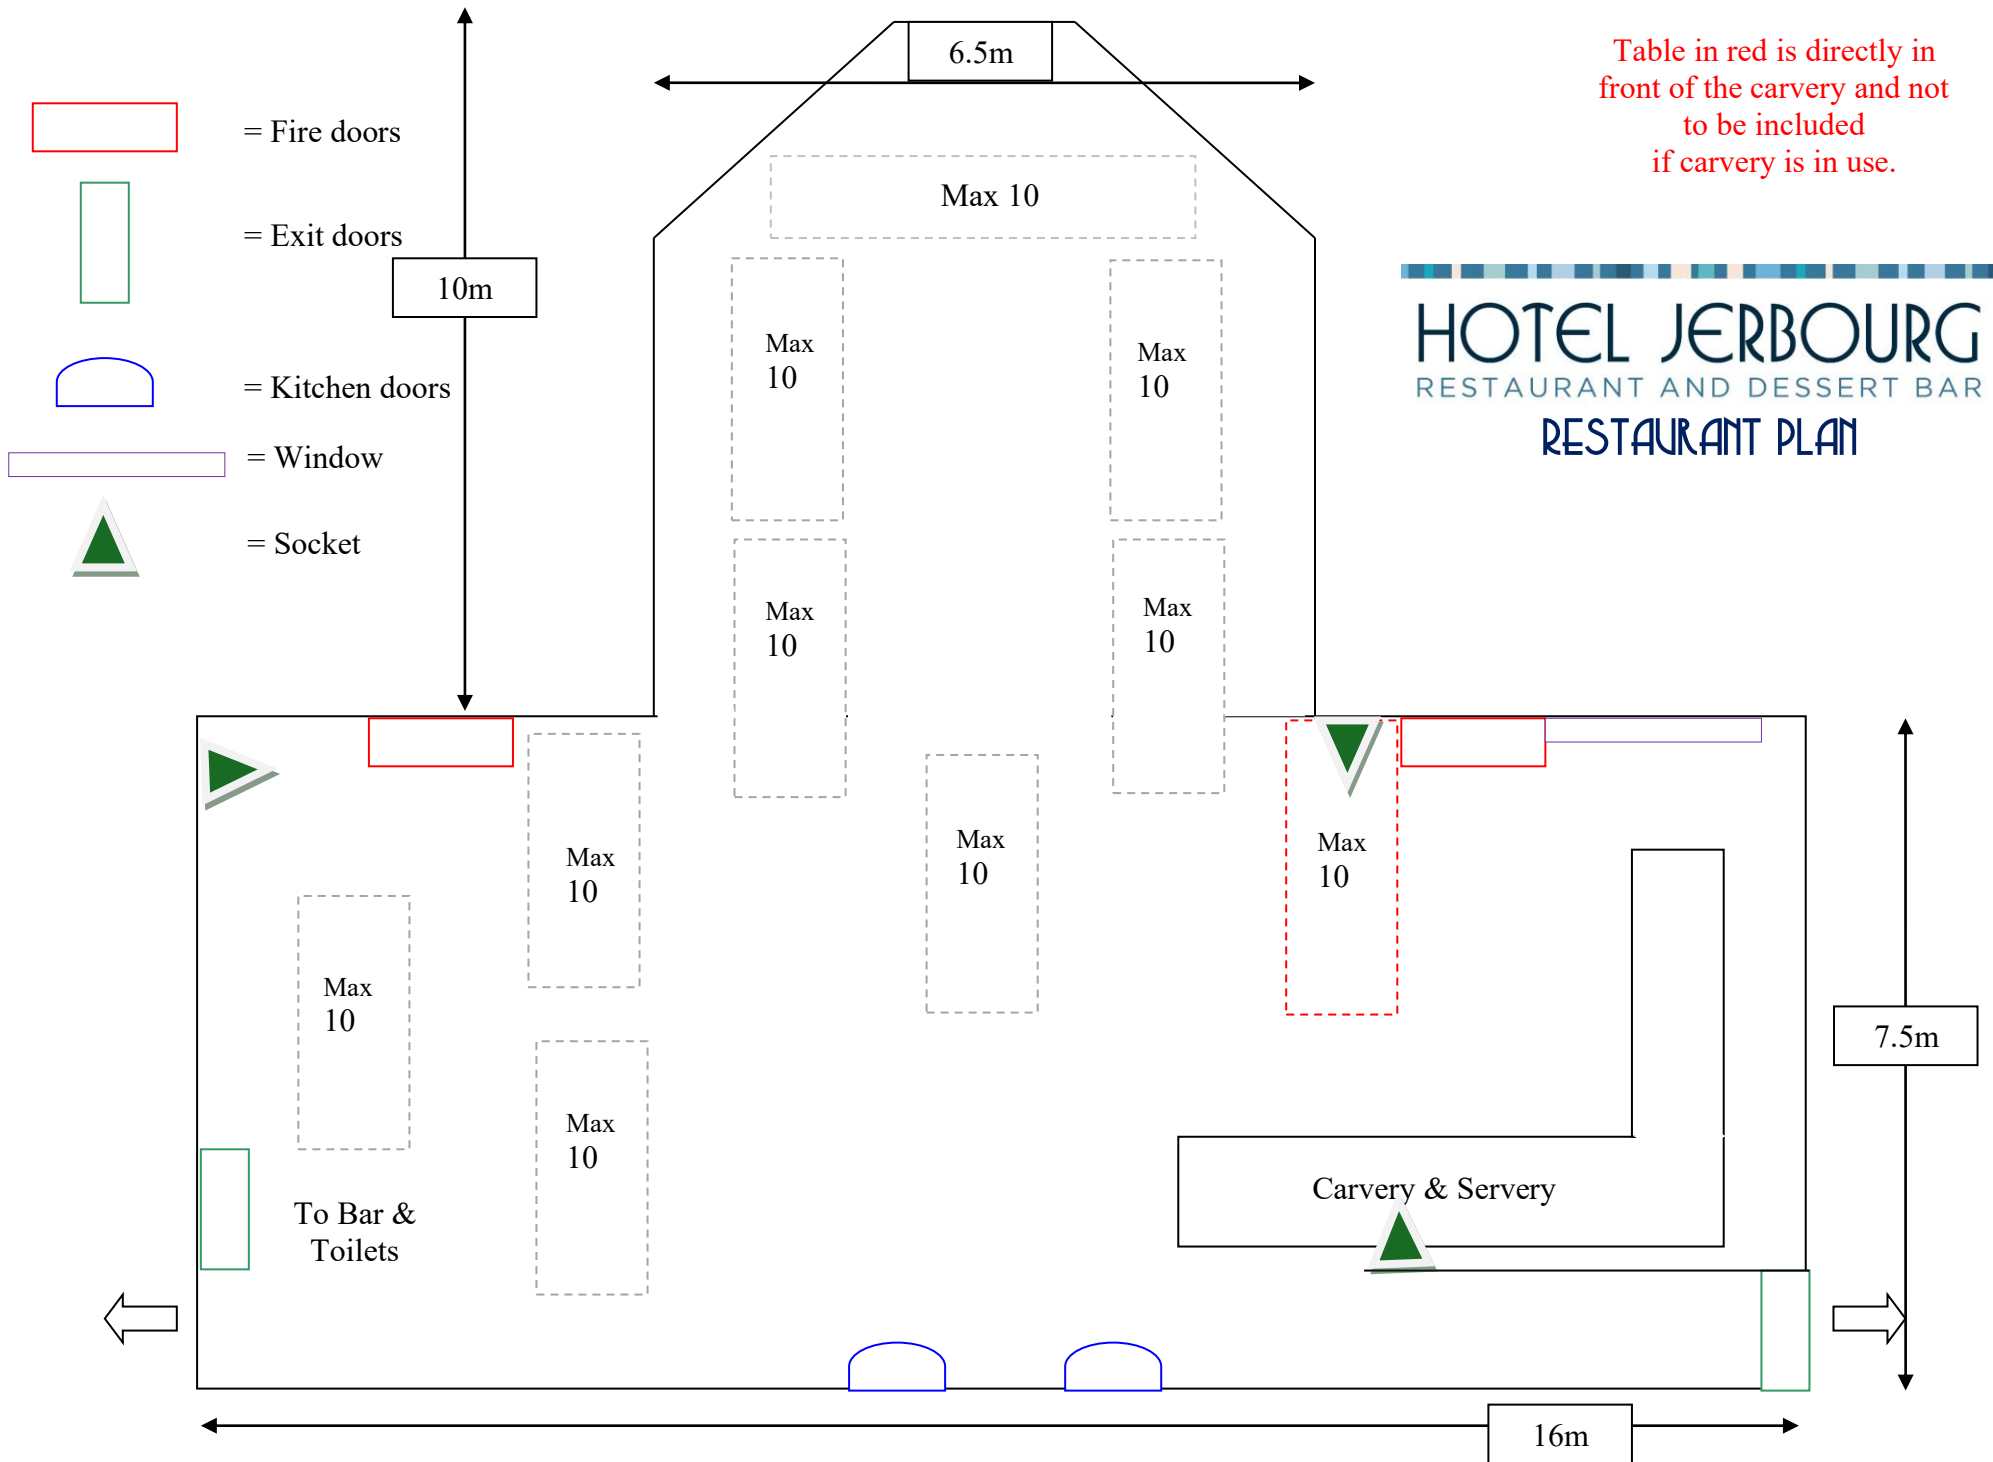 6.5m
Table in red is directly in
front of the carvery and not
to be included
if carvery is in use.
= Fire doors
= Exit doors
10m
= Kitchen doors
= Window
= Socket
HOTEL JERBOURG
RESTAURANT AND DESSERT BAR
RESTAURANT PLAN
Max 10
Max
10
Max
10
Max
10
Max
10
Max
10
Max
10
Max
10
Max
10
Max
10
7.5m
Carvery & Servery
To Bar &
Toilets
16m